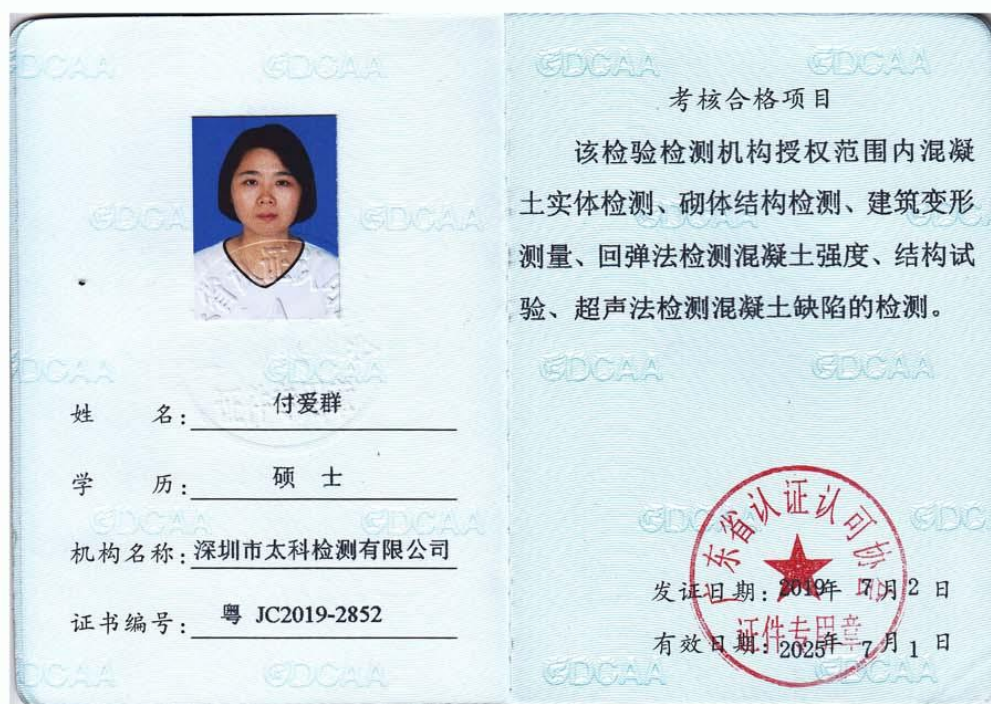 姓 名：付爱群
学 历：硕 士
机构名称：深圳市太科检测有限公司
证书编号：粤 JC2019-2852
考核合格项目
该检验检测机构授权范围内混凝
土实体检测、砌体结构检测、建筑变形
测量、回弹法检测混凝土强度、结构试
验、超声法检测混凝土缺陷的检测。
广东省认证认可协会
发证日期：2019年 7月 2 日
有效日期：2025年 7月 1 日
证件专用章
GDCAA